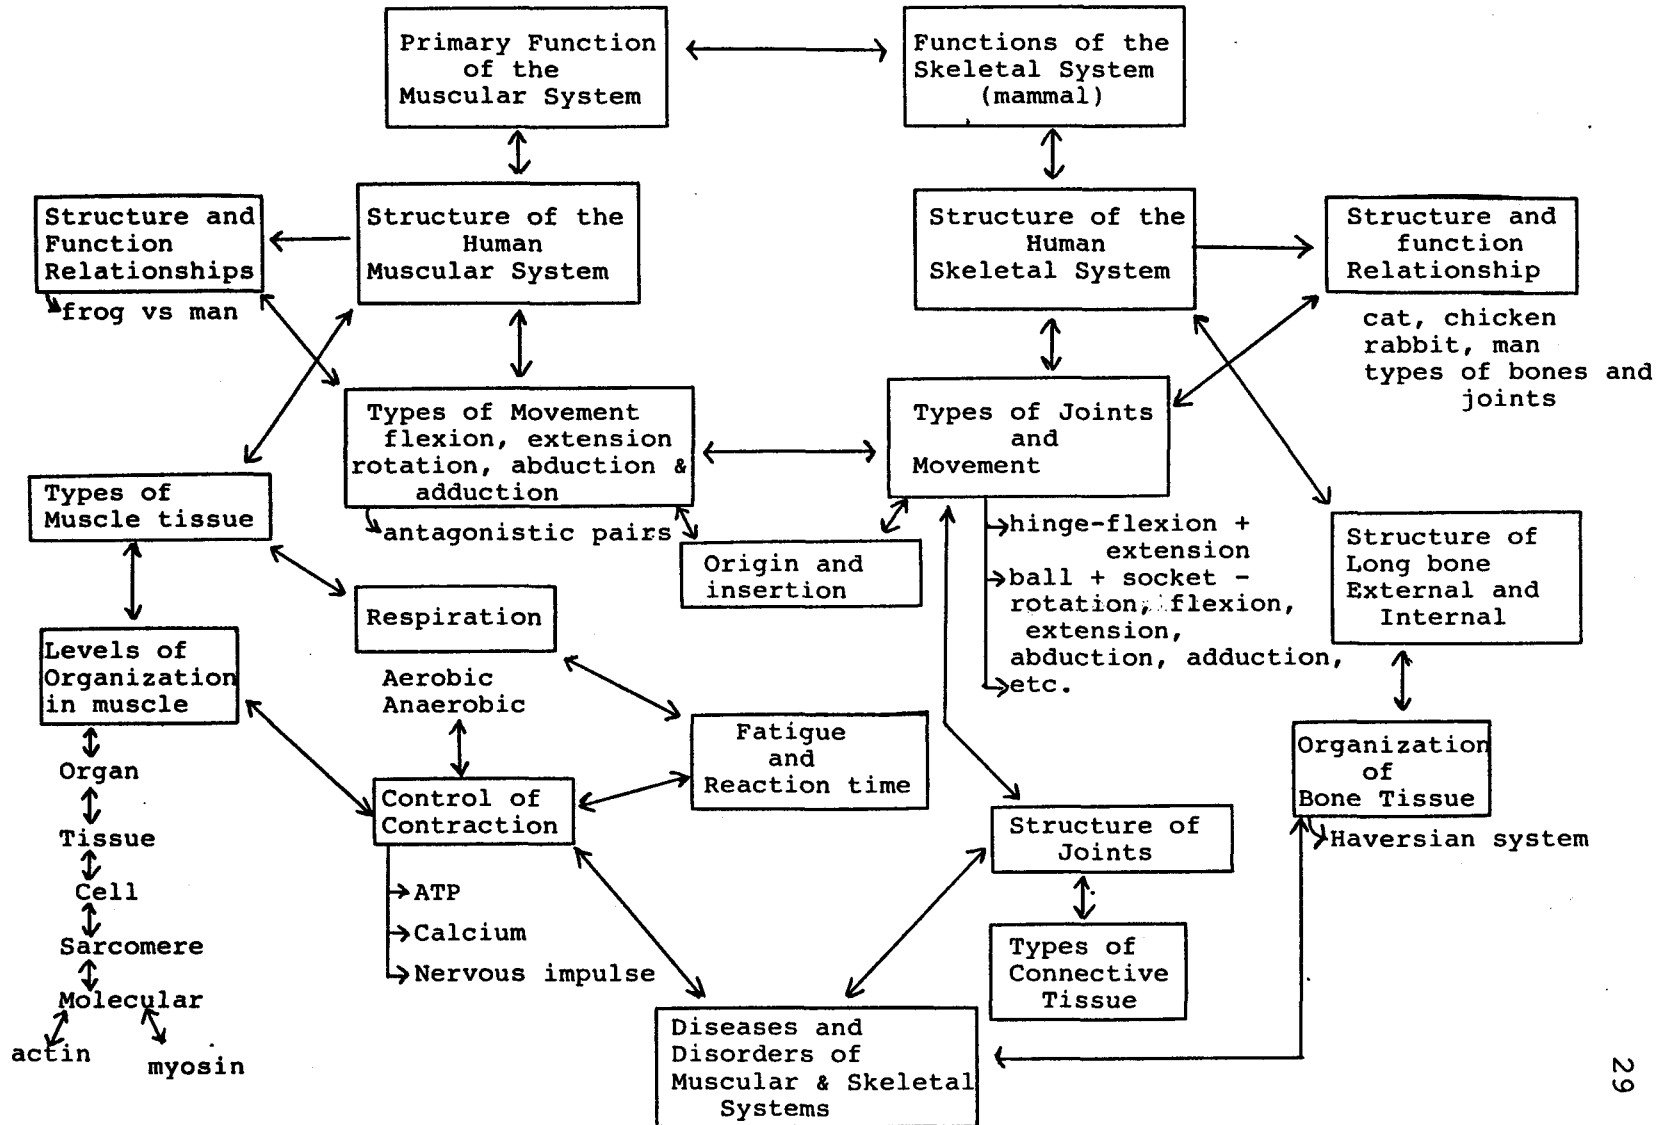 Primary Function
of the
Muscular System
Functions of the
Skeletal System
(mammal)
Structure and
Function
Relationships
frog vs man
Structure of the
Human
Muscular System
Structure of the
Human
Skeletal System
Structure and
function
Relationship
cat, chicken
rabbit, man
types of bones and
joints
Types of Movement
flexion, extension
rotation, abduction &
adduction
antagonistic pairs
Types of Joints
and
Movement
hinge-flexion +
extension
ball + socket -
rotation, flexion,
extension,
abduction, adduction,
etc.
Origin and
insertion
Types of
Muscle tissue
Structure of
Long bone
External and
Internal
Respiration
Aerobic
Anaerobic
Levels of
Organization
in muscle
Organ
Tissue
Cell
Sarcomere
Molecular
actin
myosin
Fatigue
and
Reaction time
Control of
Contraction
ATP
Calcium
Nervous impulse
Organization
of
Bone Tissue
Haversian system
Structure of
Joints
Types of
Connective
Tissue
Diseases and
Disorders of
Muscular & Skeletal
Systems
29